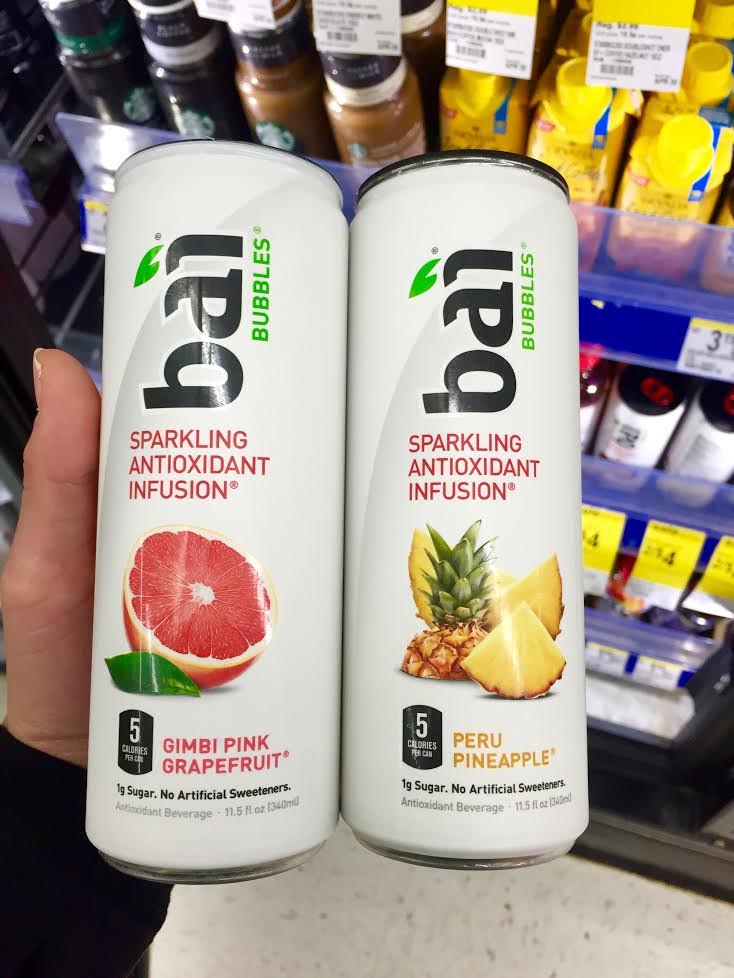 bai®
BUBBLES®
SPARKLING
ANTIOXIDANT
INFUSION®
5
CALORIES
PER CAN
GIMBI PINK
GRAPEFRUIT®
1g Sugar. No Artificial Sweeteners.
Antioxidant Beverage · 11.5 fl oz (340ml)
bai®
BUBBLES®
SPARKLING
ANTIOXIDANT
INFUSION®
5
CALORIES
PER CAN
PERU
PINEAPPLE®
1g Sugar. No Artificial Sweeteners.
Antioxidant Beverage · 11.5 fl oz (340ml)
3
4